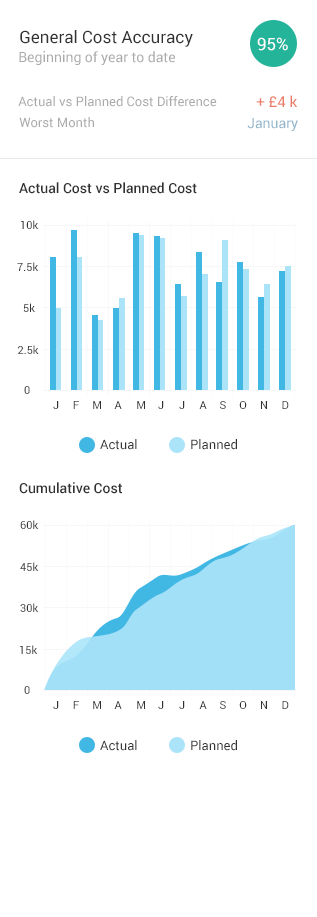 General Cost Accuracy
95%
Beginning of year to date
Actual vs Planned Cost Difference + £4 k
Worst Month January
Actual Cost vs Planned Cost
10k
7.5k
5k
2.5k
0
J F M A M J J A S O N D
Actual Planned
Cumulative Cost
60k
45k
30k
15k
0
J F M A M J J A S O N D
Actual Planned